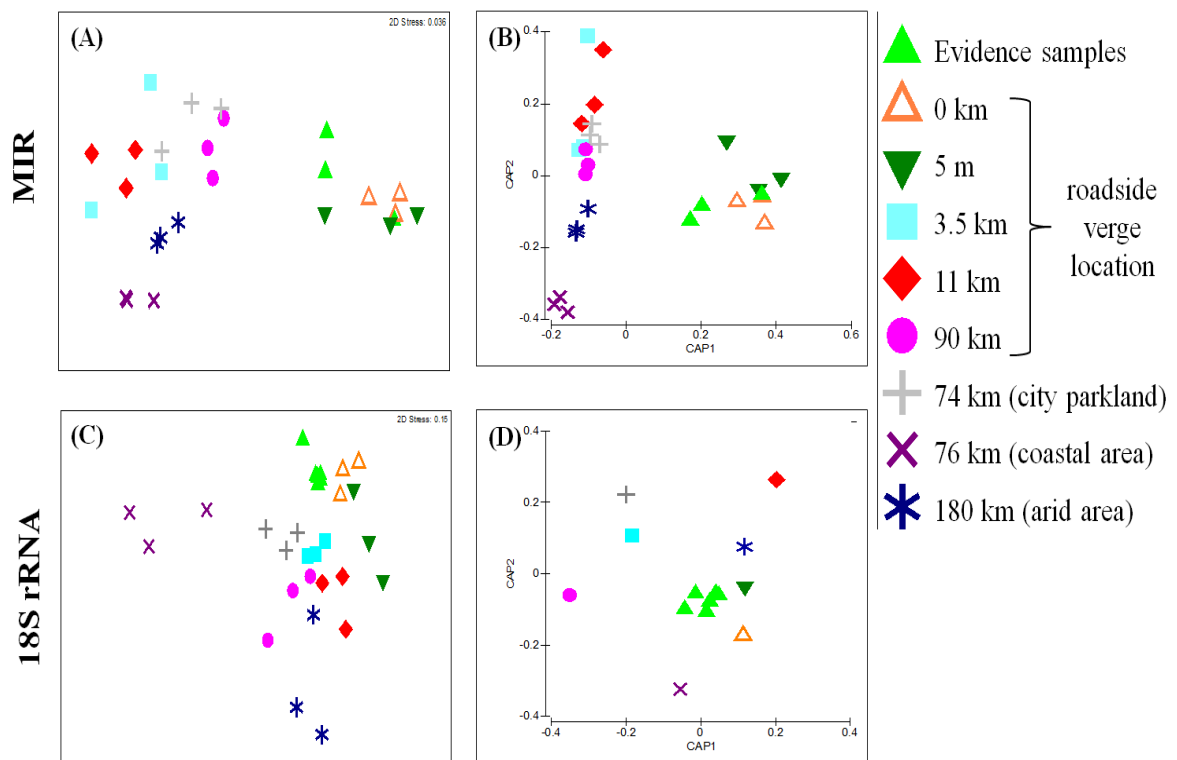 MIR
(A)
2D Stress: 0.036
(B)
CAP2
0.4
0.2
0
-0.2
-0.4
-0.2
0
0.2
0.4
0.6
CAP1
18S rRNA
(C)
2D Stress: 0.15
(D)
CAP2
0.4
0.2
0
-0.2
-0.4
-0.4
-0.2
0
0.2
0.4
CAP1
Evidence samples
0 km
5 m
3.5 km
11 km
90 km
roadside
verge
location
74 km (city parkland)
76 km (coastal area)
180 km (arid area)